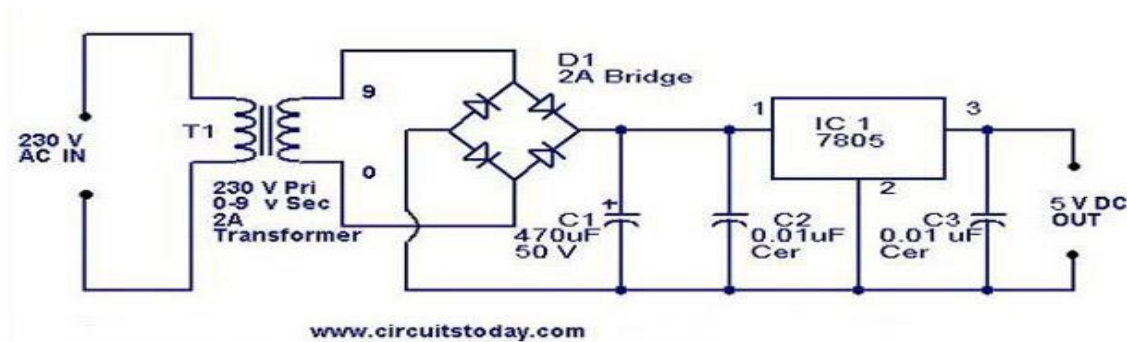 D1
2A Bridge
9
1
3
IC 1
7805
T1
230 V
AC IN
0
2
230 V Pri
0-9 v Sec
2A
Transformer
+
C1
470uF
50 V
C2
0.01uF
Cer
C3
0.01 uF
Cer
5 V DC
OUT
www.circuitstoday.com